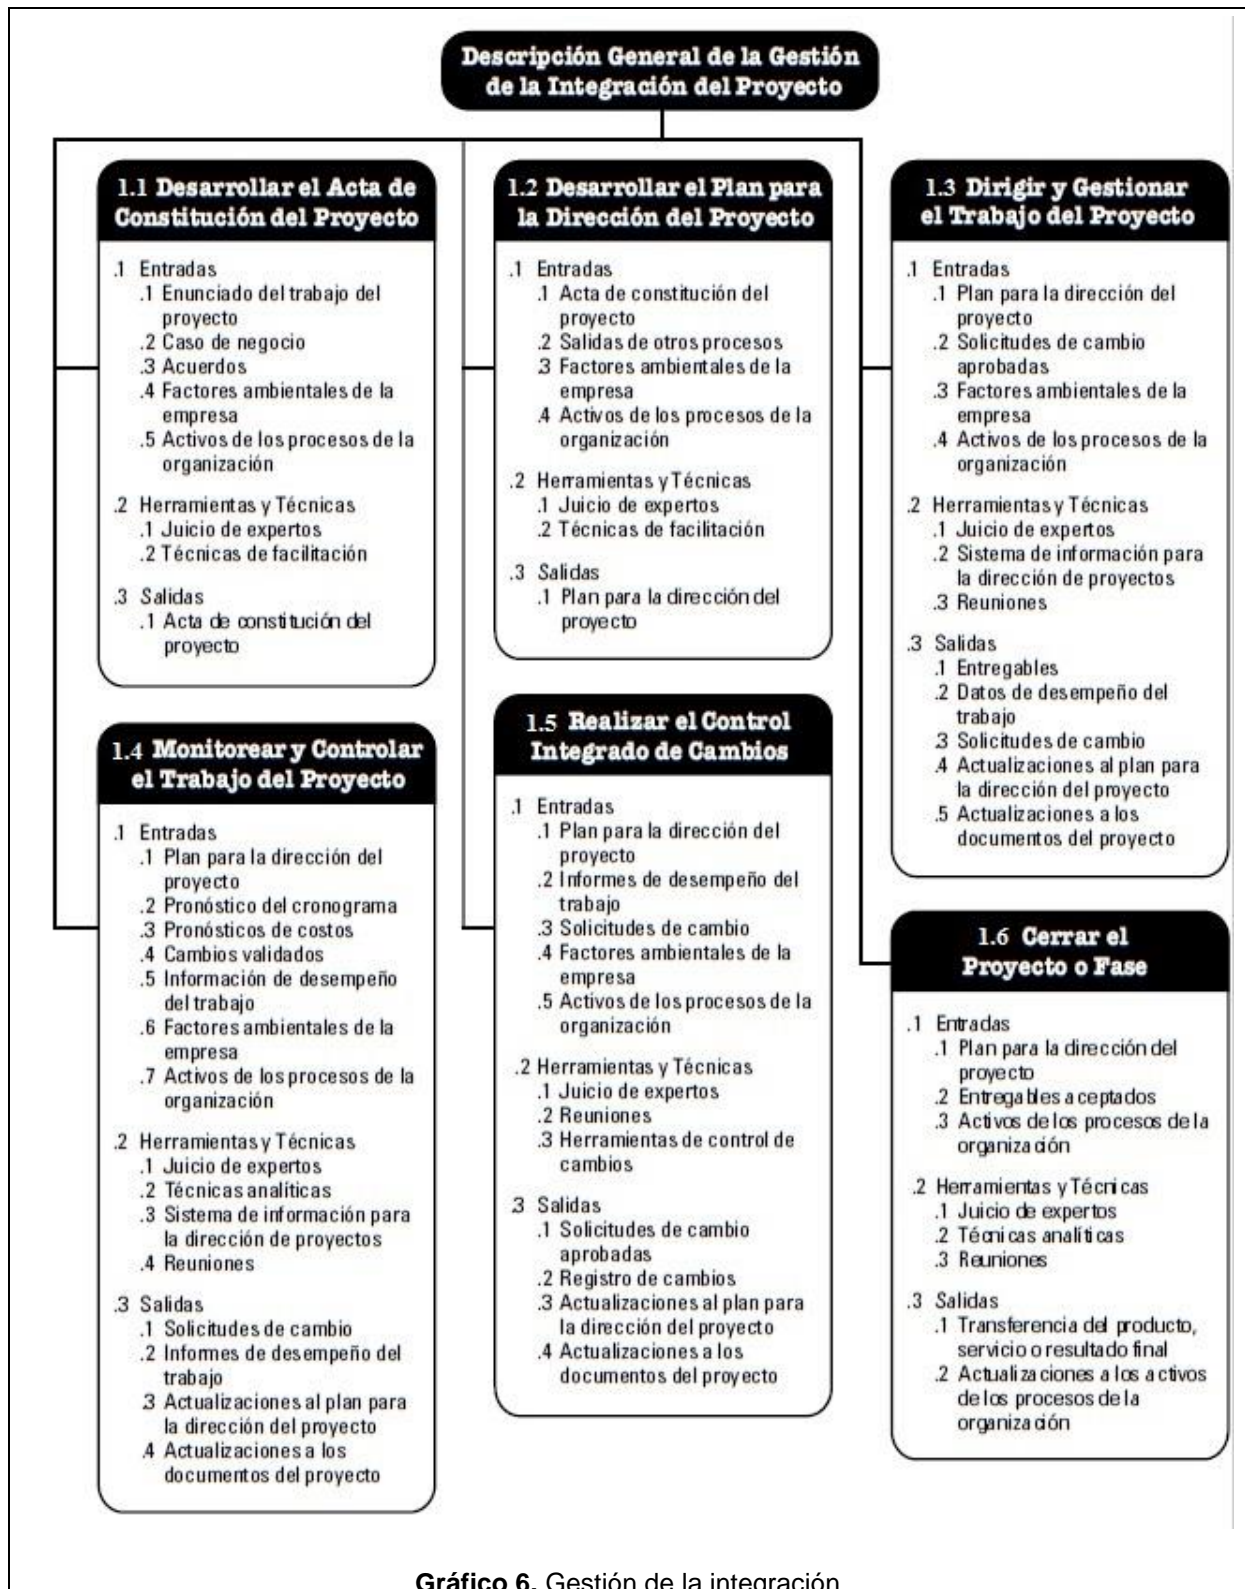 Descripción General de la Gestión
de la Integración del Proyecto
1.1 Desarrollar el Acta de
Constitución del Proyecto
.1 Entradas
.1 Enunciado del trabajo del
proyecto
.2 Caso de negocio
.3 Acuerdos
.4 Factores ambientales de la
empresa
.5 Activos de los procesos de la
organización
.2 Herramientas y Técnicas
.1 Juicio de expertos
.2 Técnicas de facilitación
.3 Salidas
.1 Acta de constitución del
proyecto
1.2 Desarrollar el Plan para
la Dirección del Proyecto
.1 Entradas
.1 Acta de constitución del
proyecto
.2 Salidas de otros procesos
.3 Factores ambientales de la
empresa
.4 Activos de los procesos de la
organización
.2 Herramientas y Técnicas
.1 Juicio de expertos
.2 Técnicas de facilitación
.3 Salidas
.1 Plan para la dirección del
proyecto
1.3 Dirigir y Gestionar
el Trabajo del Proyecto
.1 Entradas
.1 Plan para la dirección del
proyecto
.2 Solicitudes de cambio
aprobadas
.3 Factores ambientales de la
empresa
.4 Activos de los procesos de la
organización
.2 Herramientas y Técnicas
.1 Juicio de expertos
.2 Sistema de información para
la dirección de proyectos
.3 Reuniones
.3 Salidas
.1 Entregables
.2 Datos de desempeño del
trabajo
.3 Solicitudes de cambio
.4 Actualizaciones al plan para
la dirección del proyecto
.5 Actualizaciones a los
documentos del proyecto
1.4 Monitorear y Controlar
el Trabajo del Proyecto
.1 Entradas
.1 Plan para la dirección del
proyecto
.2 Pronóstico del cronograma
.3 Pronósticos de costos
.4 Cambios validados
.5 Información de desempeño
del trabajo
.6 Factores ambientales de la
empresa
.7 Activos de los procesos de la
organización
.2 Herramientas y Técnicas
.1 Juicio de expertos
.2 Técnicas analíticas
.3 Sistema de información para
la dirección de proyectos
.4 Reuniones
.3 Salidas
.1 Solicitudes de cambio
.2 Informes de desempeño del
trabajo
.3 Actualizaciones al plan para
la dirección del proyecto
.4 Actualizaciones a los
documentos del proyecto
1.5 Realizar el Control
Integrado de Cambios
.1 Entradas
.1 Plan para la dirección del
proyecto
.2 Informes de desempeño del
trabajo
.3 Solicitudes de cambio
.4 Factores ambientales de la
empresa
.5 Activos de los procesos de la
organización
.2 Herramientas y Técnicas
.1 Juicio de expertos
.2 Reuniones
.3 Herramientas de control de
cambios
.3 Salidas
.1 Solicitudes de cambio
aprobadas
.2 Registro de cambios
.3 Actualizaciones al plan para
la dirección del proyecto
.4 Actualizaciones a los
documentos del proyecto
1.6 Cerrar el
Proyecto o Fase
.1 Entradas
.1 Plan para la dirección del
proyecto
.2 Entregables aceptados
.3 Activos de los procesos de la
organización
.2 Herramientas y Técnicas
.1 Juicio de expertos
.2 Técnicas analíticas
.3 Reuniones
.3 Salidas
.1 Transferencia del producto,
servicio o resultado final
.2 Actualizaciones a los activos
de los procesos de la
organización
Gráfico 6. Gestión de la integración